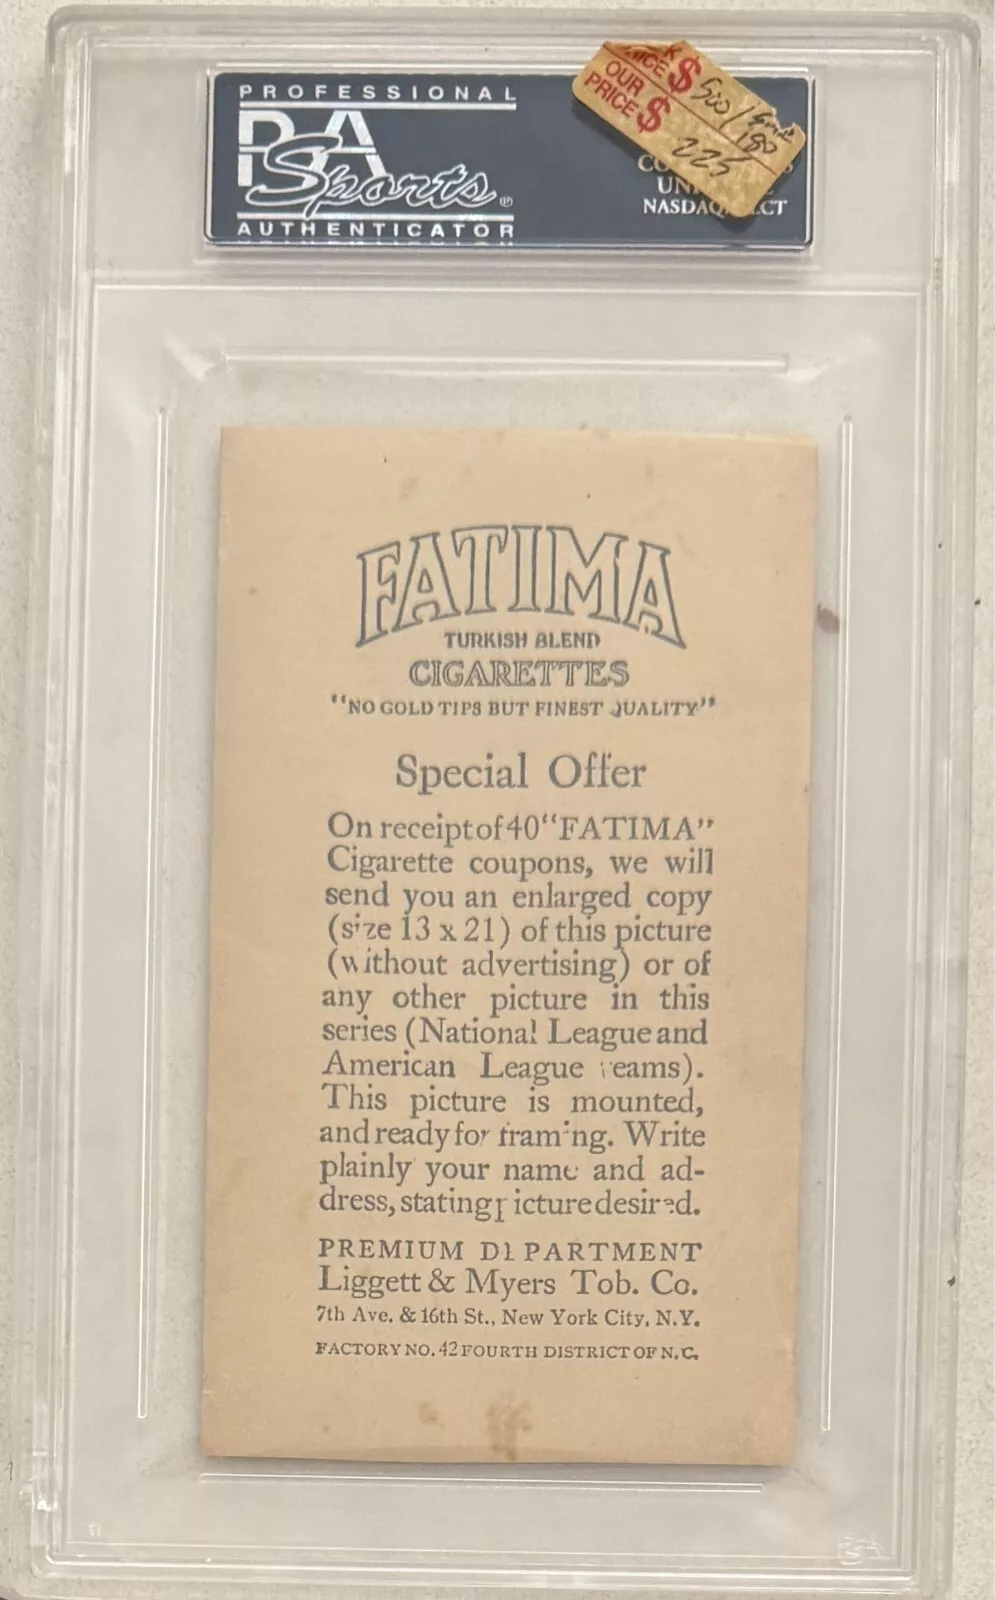 PROFESSIONAL
PSA
Sports
AUTHENTICATOR
OUR
PRICE $
$ 500
180
225
NASDAQ
FATIMA
TURKISH BLEND
CIGARETTES
"NO GOLD TIPS BUT FINEST QUALITY"
Special Offer
On receipt of 40 "FATIMA"
Cigarette coupons, we will
send you an enlarged copy
(size 13 x 21) of this picture
(without advertising) or of
any other picture in this
series (National League and
American League teams).
This picture is mounted,
and ready for framing. Write
plainly your name and ad-
dress, stating picture desired.
PREMIUM DEPARTMENT
Liggett & Myers Tob. Co.
7th Ave. & 16th St., New York City, N.Y.
FACTORY NO. 42 FOURTH DISTRICT OF N.C.